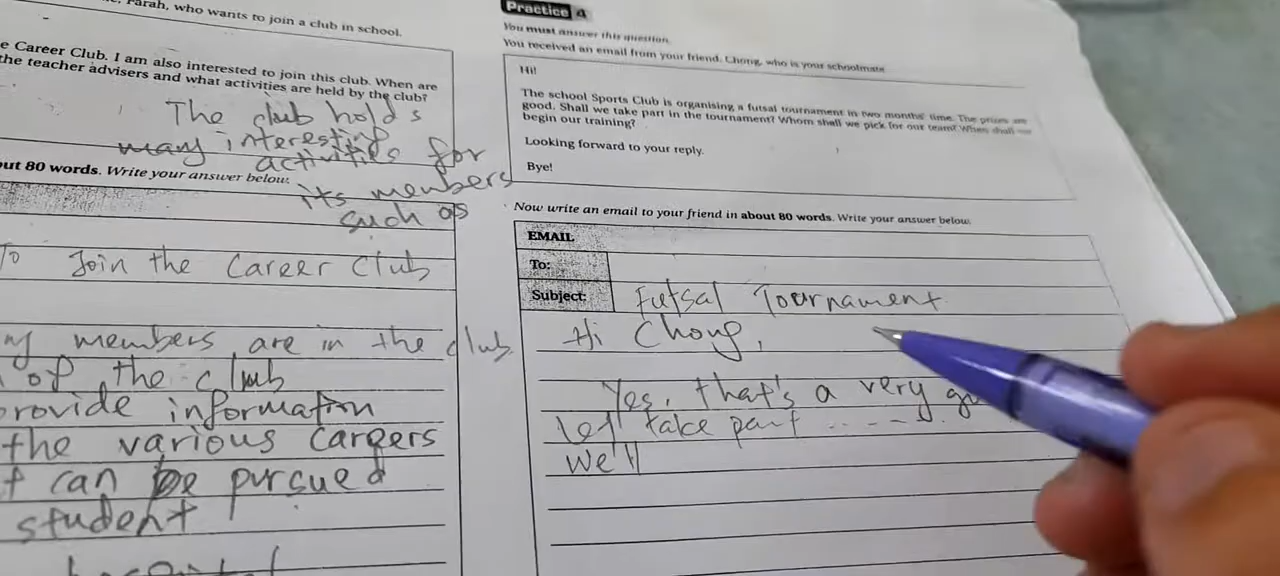 Farah, who wants to join a club in school.
e Career Club. I am also interested to join this club. When are
the teacher advisers and what activities are held by the club?
The club holds
many interesting
activities for
its members
such as
out 80 words. Write your answer below.
To Join the Career Club
members are in the club.
of the club
provide information
the various careers
can be pursued
student
Practice 4
You must answer this question.
You received an email from your friend, Chong, who is your schoolmate
Hi!
The school Sports Club is organising a futsal tournament in two months' time. The prizes are
good. Shall we take part in the tournament? Whom shall we pick for our team? When shall we
begin our training?
Looking forward to your reply.
Bye!
Now write an email to your friend in about 80 words. Write your answer below.
EMAIL
To:
Subject: Futsal Tournament
Hi Chong,
Yes, that's a very
take part ......
We'll